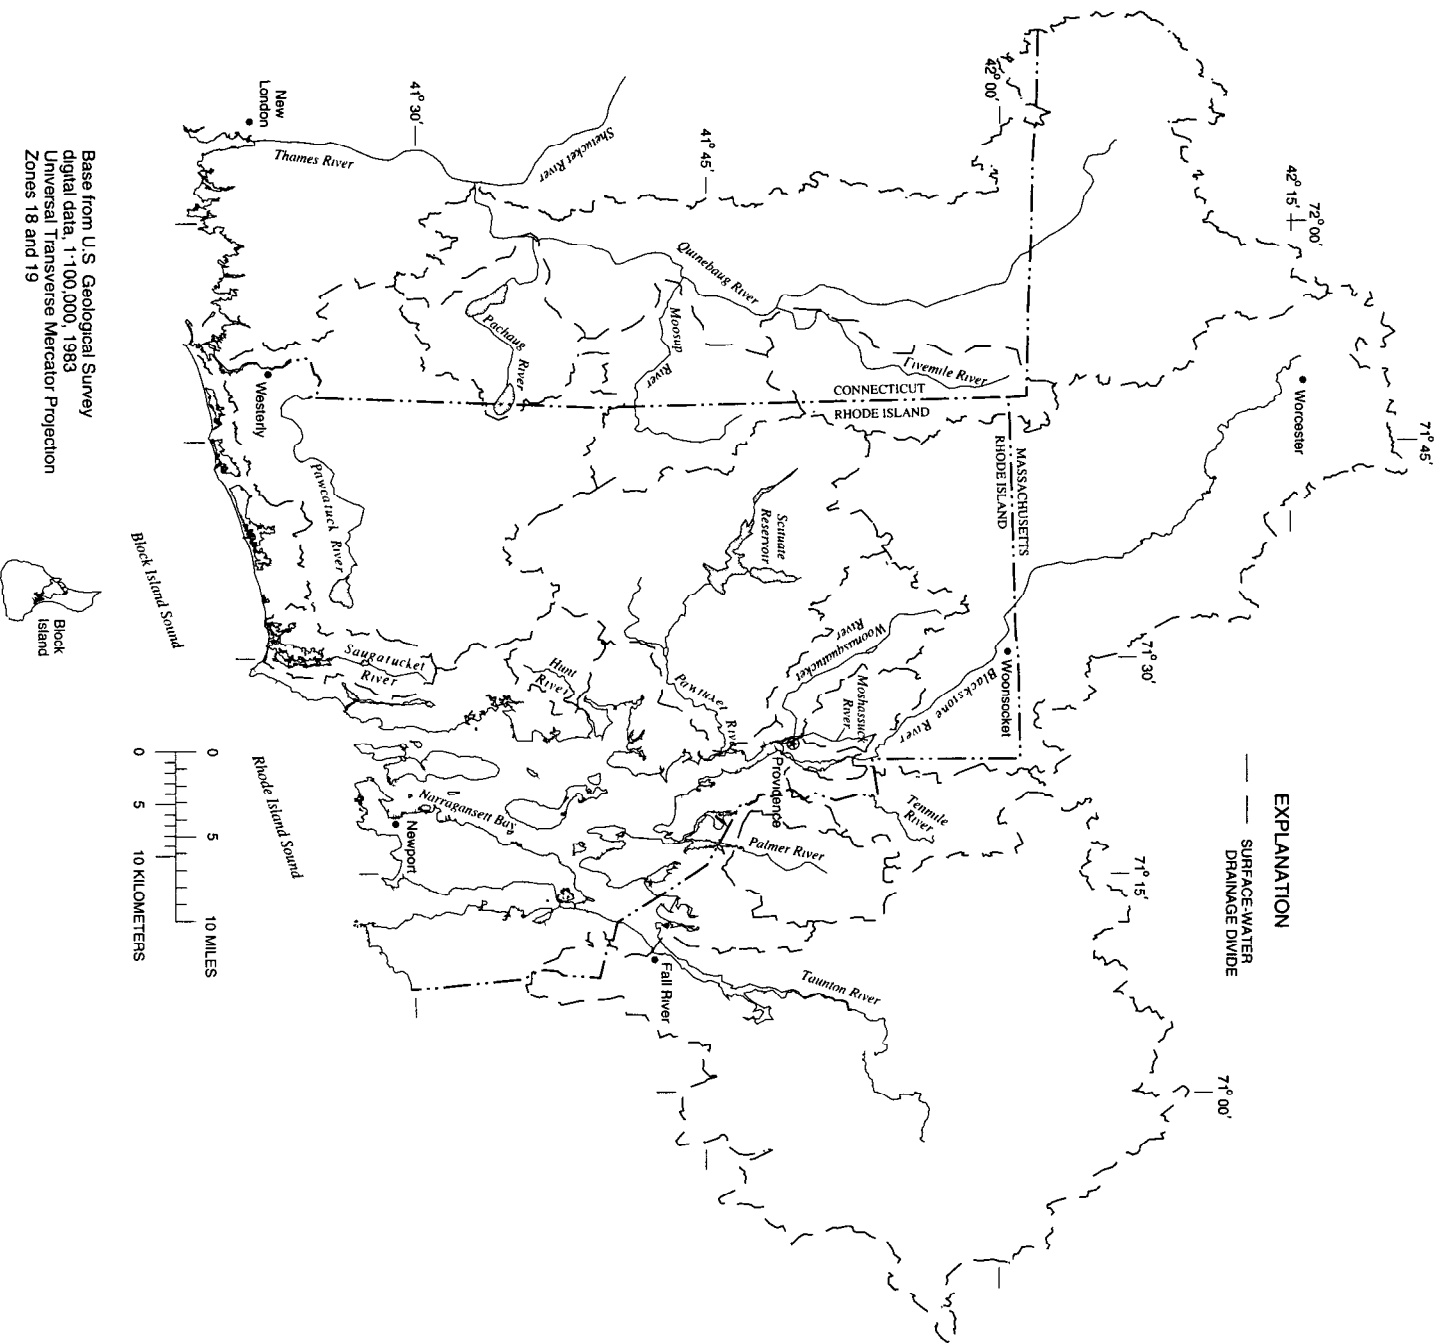 72° 00'
42° 15'
71° 45'
Worcester
42° 00'
71° 30'
71° 15'
71° 00'
MASSACHUSETTS
RHODE ISLAND
CONNECTICUT
RHODE ISLAND
Woonsocket
Blackstone River
Fivemile River
Quinebaug River
Moosup
River
41° 45'
Shetucket River
Pachaug
River
41° 30'
Thames River
New
London
Westerly
Pawcatuck River
Scituate
Reservoir
Woonasquatucket
River
Moshassuck
River
Pawtuxet River
Providence
Tenmile
River
Palmer River
Taunton River
Fall River
Hunt
River
Saugatucket
River
Narragansett Bay
Newport
Block Island Sound
Block
Island
Rhode Island Sound
EXPLANATION
SURFACE-WATER
DRAINAGE DIVIDE
0 5 10 MILES
0 5 10 KILOMETERS
Base from U.S Geological Survey
digital data, 1:100,000, 1983
Universal Transverse Mercator Projection
Zones 18 and 19